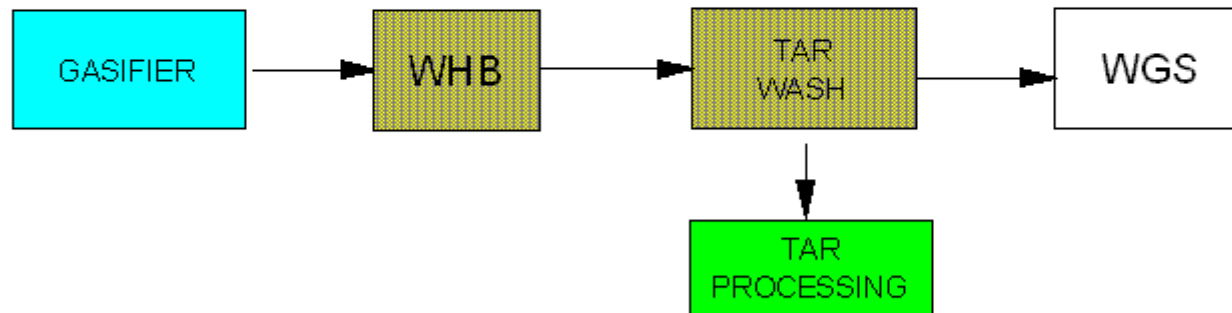 GASIFIER
WHB
TAR
WASH
WGS
TAR
PROCESSING